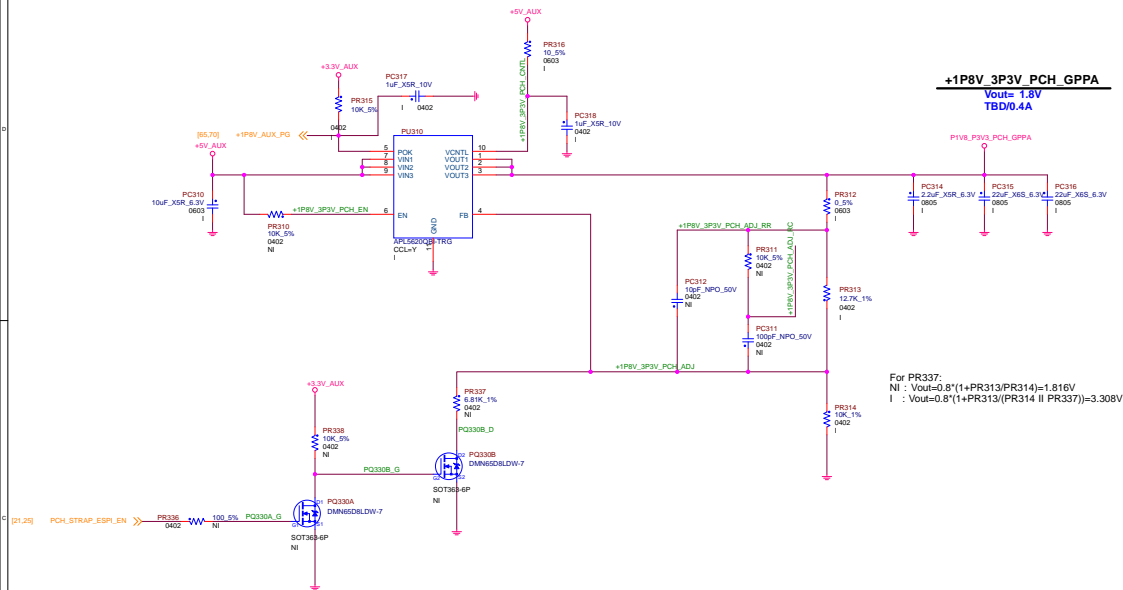 +5V_AUX
PR316
10_5%
0603
I
+1P8V_3P3V_PCH_CNTL
+3.3V_AUX
PC317
1uF_X5R_10V
I
0402
PR315
10K_5%
0402
I
PC318
1uF_X5R_10V
0402
I
+1P8V_3P3V_PCH_GPPA
Vout= 1.8V
TBD/0.4A
[65,70]
+1P8V_AUX_PG
+5V_AUX
PU310
5
POK
7
VIN1
8
VIN2
9
VIN3
6
EN
VCNTL
10
VOUT1
1
VOUT2
2
VOUT3
3
FB
4
GND
11
APL5620QBI-TRG
CCL=Y
I
P1V8_P3V3_PCH_GPPA
PC310
10uF_X5R_6.3V
0603
I
+1P8V_3P3V_PCH_EN
PR310
10K_5%
0402
NI
PR312
0_5%
0603
I
PC314
2.2uF_X5R_6.3V
0805
I
PC315
22uF_X6S_6.3V
0805
I
PC316
22uF_X6S_6.3V
0805
I
+1P8V_3P3V_PCH_ADJ_RR
PR311
10K_5%
0402
NI
+1P8V_3P3V_PCH_ADJ_RC
PC312
10pF_NPO_50V
0402
NI
PR313
12.7K_1%
0402
I
PC311
100pF_NPO_50V
0402
NI
+1P8V_3P3V_PCH_ADJ
For PR337:
NI : Vout=0.8*(1+PR313/PR314)=1.816V
I : Vout=0.8*(1+PR313/(PR314 II PR337))=3.308V
+3.3V_AUX
PR337
6.81K_1%
0402
NI
PR314
10K_1%
0402
I
PQ330B_D
PR338
10K_5%
0402
NI
PQ330B_G
D2
G2
S2
PQ330B
DMN65D8LDW-7
SOT363-6P
NI
[21,25]
PCH_STRAP_ESPI_EN
PR336
0402
100_5%
NI
PQ330A_G
D1
G1
S1
PQ330A
DMN65D8LDW-7
SOT363-6P
NI
D
C